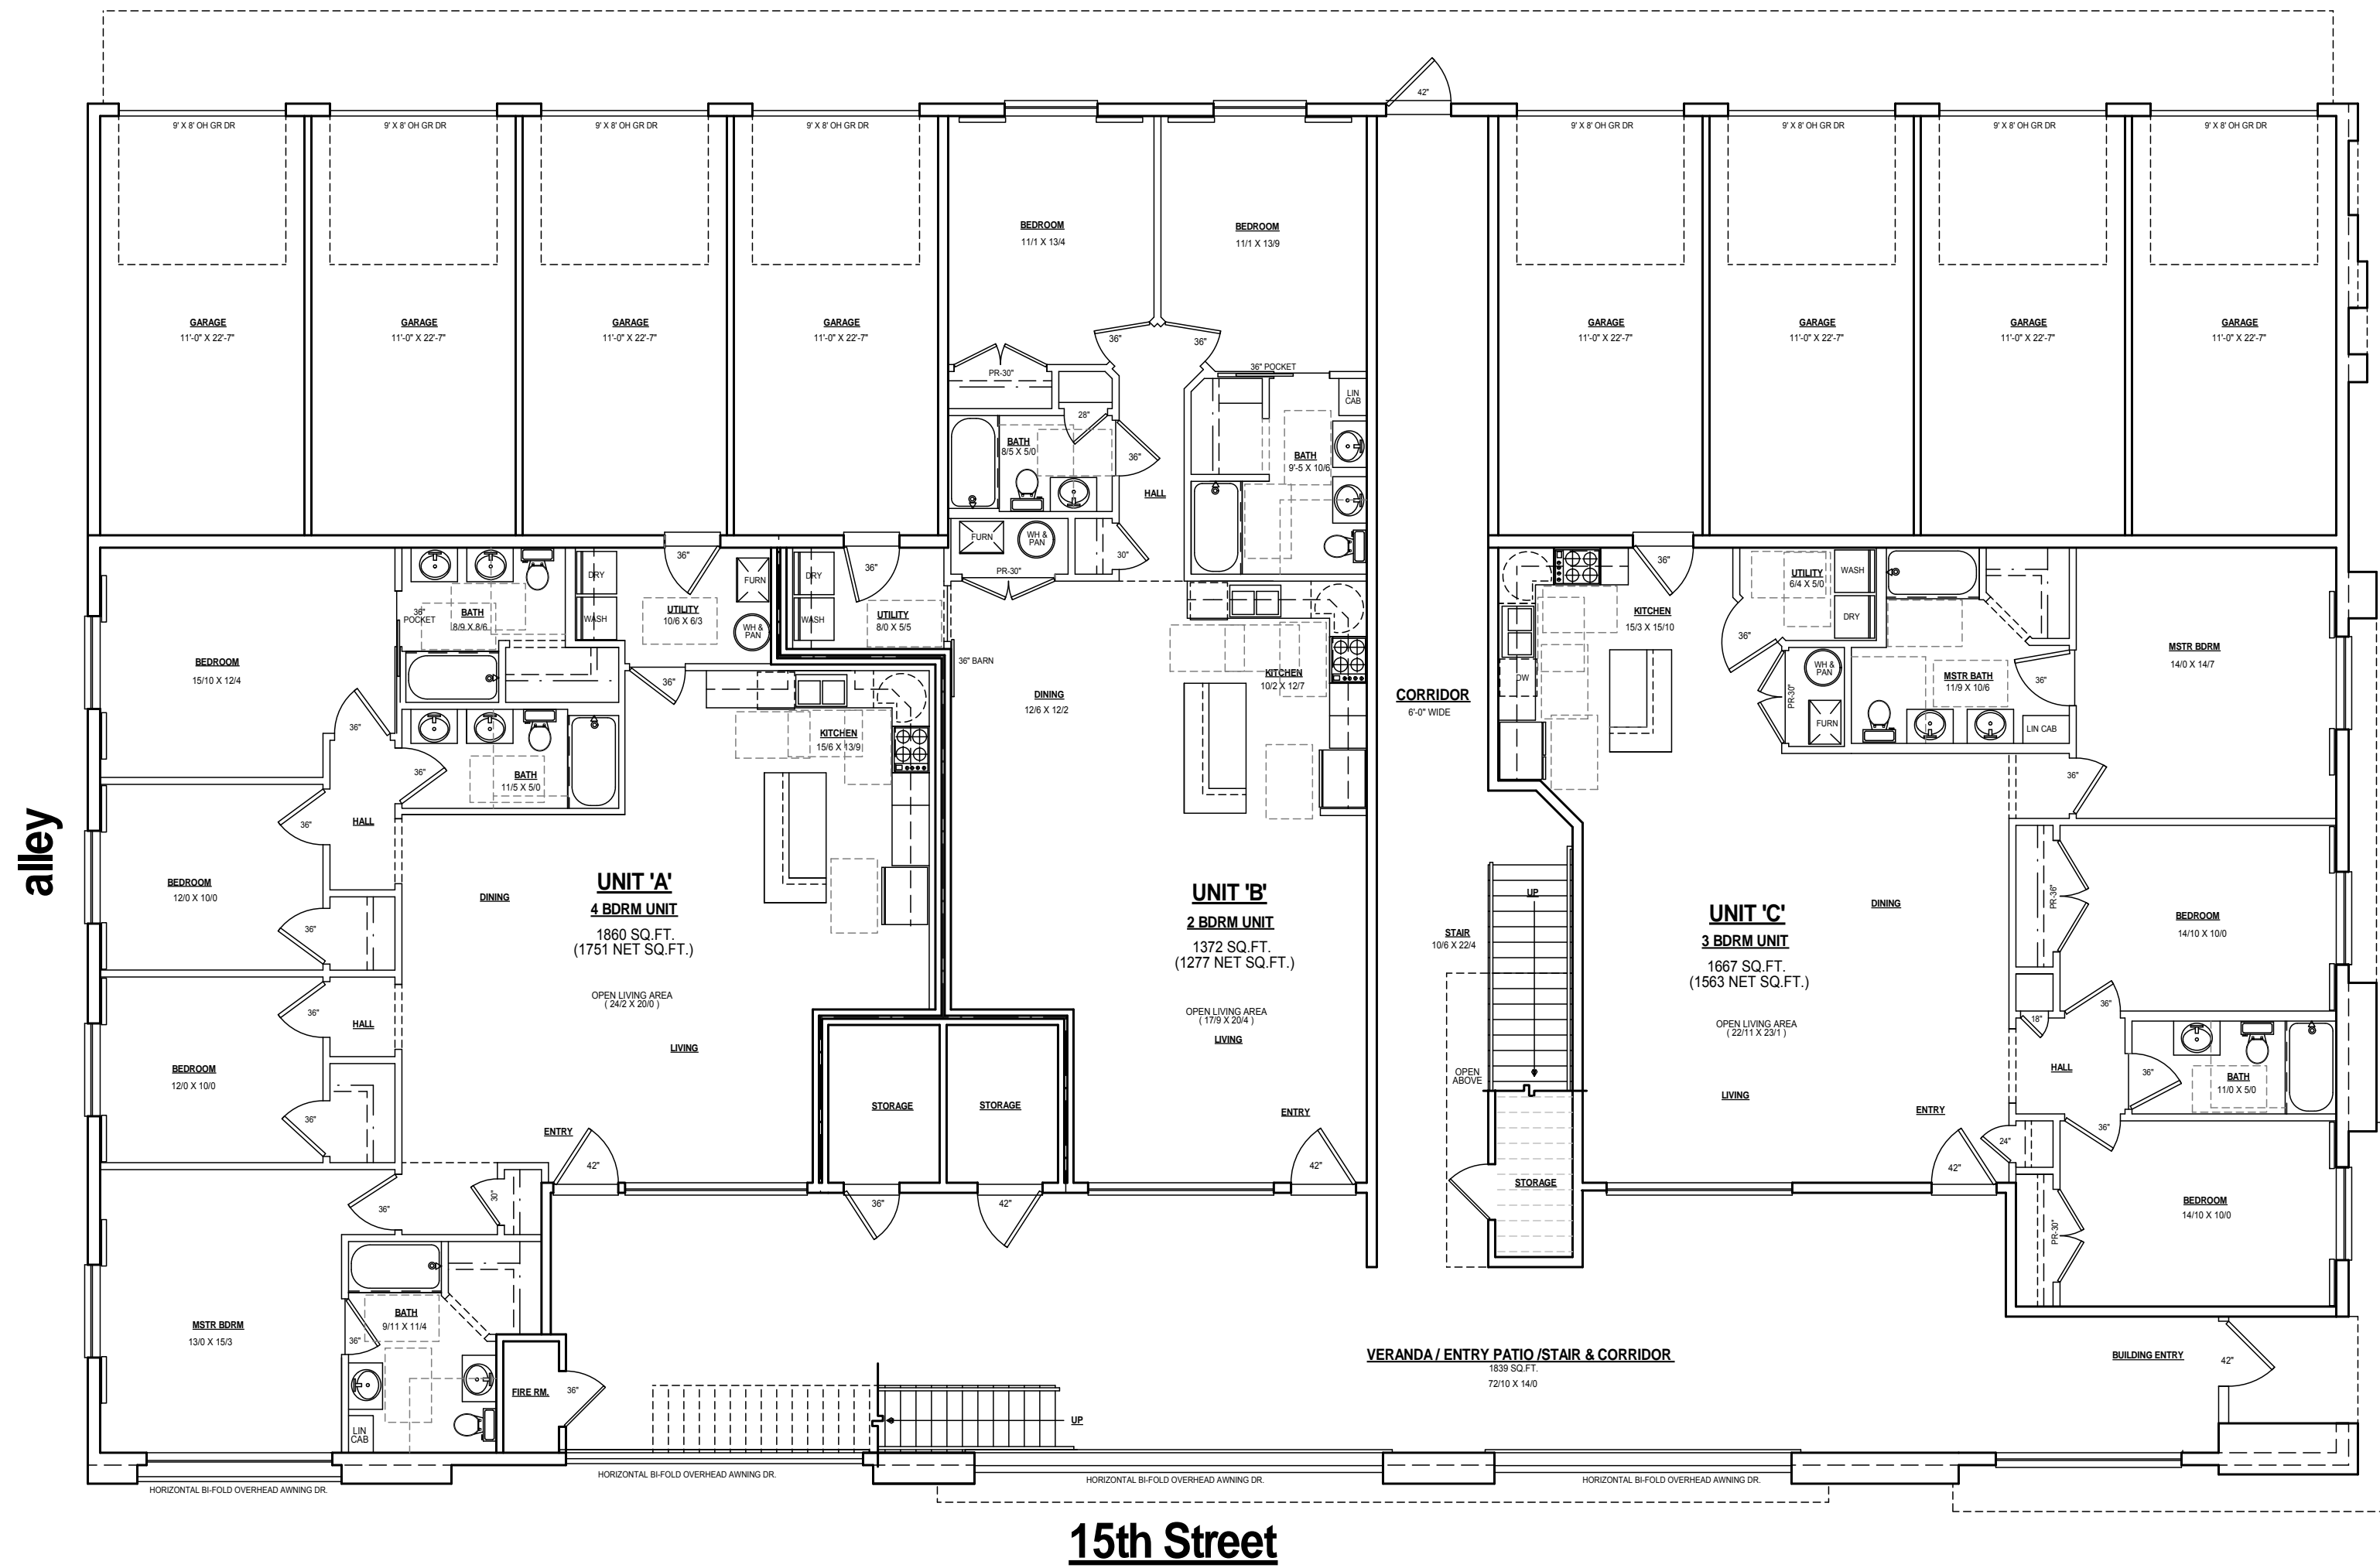 42"
9' X 8' OH GR DR
9' X 8' OH GR DR
9' X 8' OH GR DR
9' X 8' OH GR DR
9' X 8' OH GR DR
9' X 8' OH GR DR
9' X 8' OH GR DR
9' X 8' OH GR DR
BEDROOM
11/1 X 13/4
BEDROOM
11/1 X 13/9
GARAGE
11'-0" X 22'-7"
GARAGE
11'-0" X 22'-7"
GARAGE
11'-0" X 22'-7"
GARAGE
11'-0" X 22'-7"
GARAGE
11'-0" X 22'-7"
GARAGE
11'-0" X 22'-7"
GARAGE
11'-0" X 22'-7"
GARAGE
11'-0" X 22'-7"
36"
36"
PR-30"
36" POCKET
LIN
CAB
28"
BATH
8/5 X 5/0
36"
BATH
9'-5 X 10/6
HALL
FURN
WH &
PAN
30"
PR-30"
36"
POCKET
BATH
8/9 X 8/6
DRY
WASH
36"
UTILITY
10/6 X 6/3
FURN
WH &
PAN
DRY
WASH
36"
UTILITY
8/0 X 5/5
36" BARN
BEDROOM
15/10 X 12/4
36"
36"
36"
BATH
11/5 X 5/0
KITCHEN
15/6 X 13/9
DINING
12/6 X 12/2
KITCHEN
10/2 X 12/7
CORRIDOR
6'-0" WIDE
DW
36"
KITCHEN
15/3 X 15/10
UTILITY
6/4 X 5/0
WASH
DRY
36"
WH &
PAN
PR-30"
FURN
MSTR BATH
11/9 X 10/6
36"
LIN CAB
MSTR BDRM
14/0 X 14/7
36"
alley
36"
HALL
BEDROOM
12/0 X 10/0
36"
DINING
UNIT 'A'
4 BDRM UNIT
1860 SQ.FT.
(1751 NET SQ.FT.)
OPEN LIVING AREA
( 24/2 X 20/0 )
LIVING
UNIT 'B'
2 BDRM UNIT
1372 SQ.FT.
(1277 NET SQ.FT.)
OPEN LIVING AREA
( 17/9 X 20/4 )
LIVING
UP
STAIR
10/6 X 22/4
OPEN
ABOVE
UNIT 'C'
3 BDRM UNIT
1667 SQ.FT.
(1563 NET SQ.FT.)
OPEN LIVING AREA
( 22/11 X 23/1 )
LIVING
DINING
PR-36"
BEDROOM
14/10 X 10/0
36"
HALL
BEDROOM
12/0 X 10/0
36"
ENTRY
42"
STORAGE
STORAGE
36"
42"
ENTRY
42"
STORAGE
ENTRY
42"
18"
36"
HALL
36"
BATH
11/0 X 5/0
24"
36"
PR-30"
BEDROOM
14/10 X 10/0
36"
30"
MSTR BDRM
13/0 X 15/3
BATH
9/11 X 11/4
36"
LIN
CAB
FIRE RM.
36"
UP
VERANDA / ENTRY PATIO /STAIR & CORRIDOR
1839 SQ.FT.
72/10 X 14/0
BUILDING ENTRY
42"
HORIZONTAL BI-FOLD OVERHEAD AWNING DR.
HORIZONTAL BI-FOLD OVERHEAD AWNING DR.
HORIZONTAL BI-FOLD OVERHEAD AWNING DR.
HORIZONTAL BI-FOLD OVERHEAD AWNING DR.
15th Street